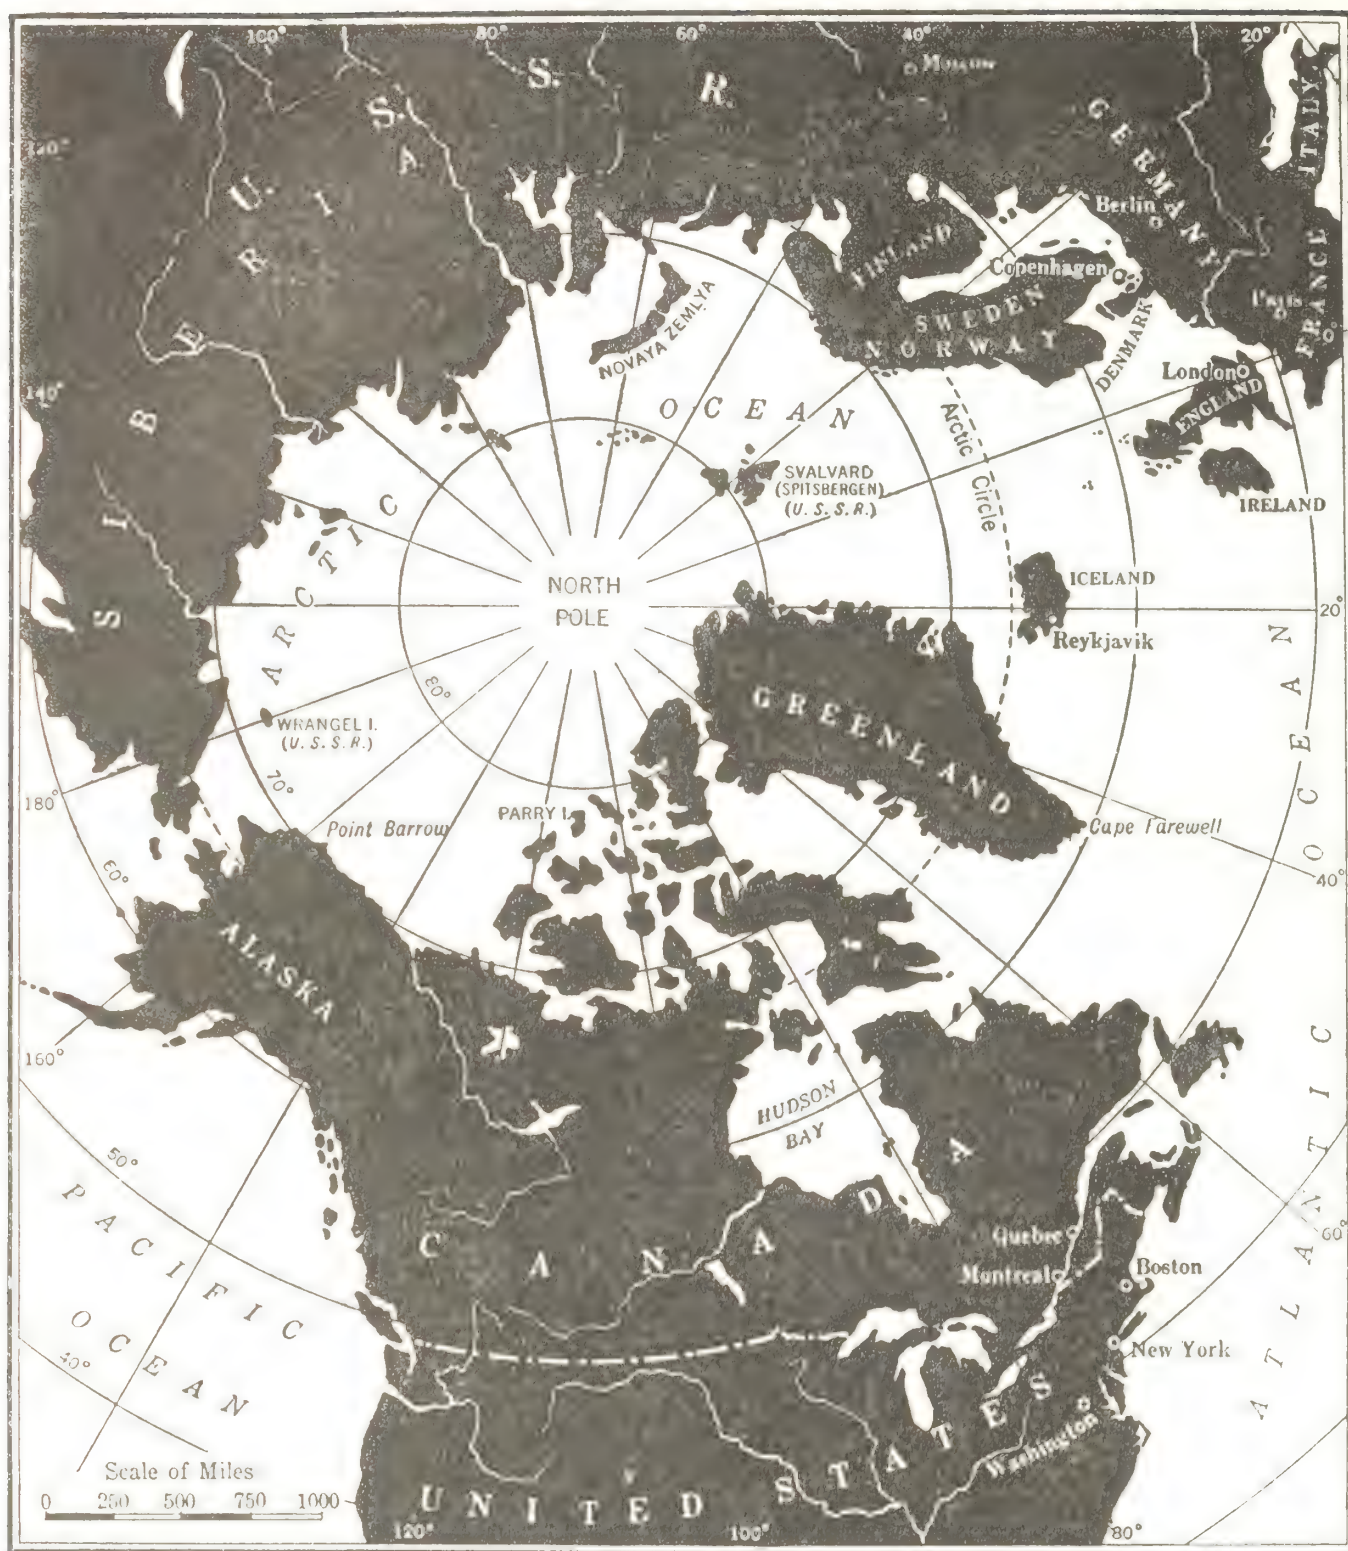 100°
80°
60°
40°
20°
Moscow
U. S. S. R.
SIBERIA
GERMANY
ITALY
120°
Berlin
FINLAND
Copenhagen
SWEDEN
NORWAY
DENMARK
Paris
FRANCE
0°
NOVAYA ZEMLYA
London
ENGLAND
140°
ARCTIC OCEAN
Arctic Circle
SVALVARD
(SPITSBERGEN)
(U. S. S. R.)
IRELAND
NORTH
POLE
ICELAND
20°
Reykjavik
80°
GREENLAND
WRANGEL I.
(U. S. S. R.)
70°
180°
Point Barrow
PARRY I.
Cape Farewell
60°
40°
ALASKA
160°
HUDSON
BAY
50°
PACIFIC
OCEAN
40°
CANADA
Quebec
Montreal
Boston
60°
New York
ATLANTIC OCEAN
Washington
UNITED STATES
Scale of Miles
0 250 500 750 1000
120°
100°
80°